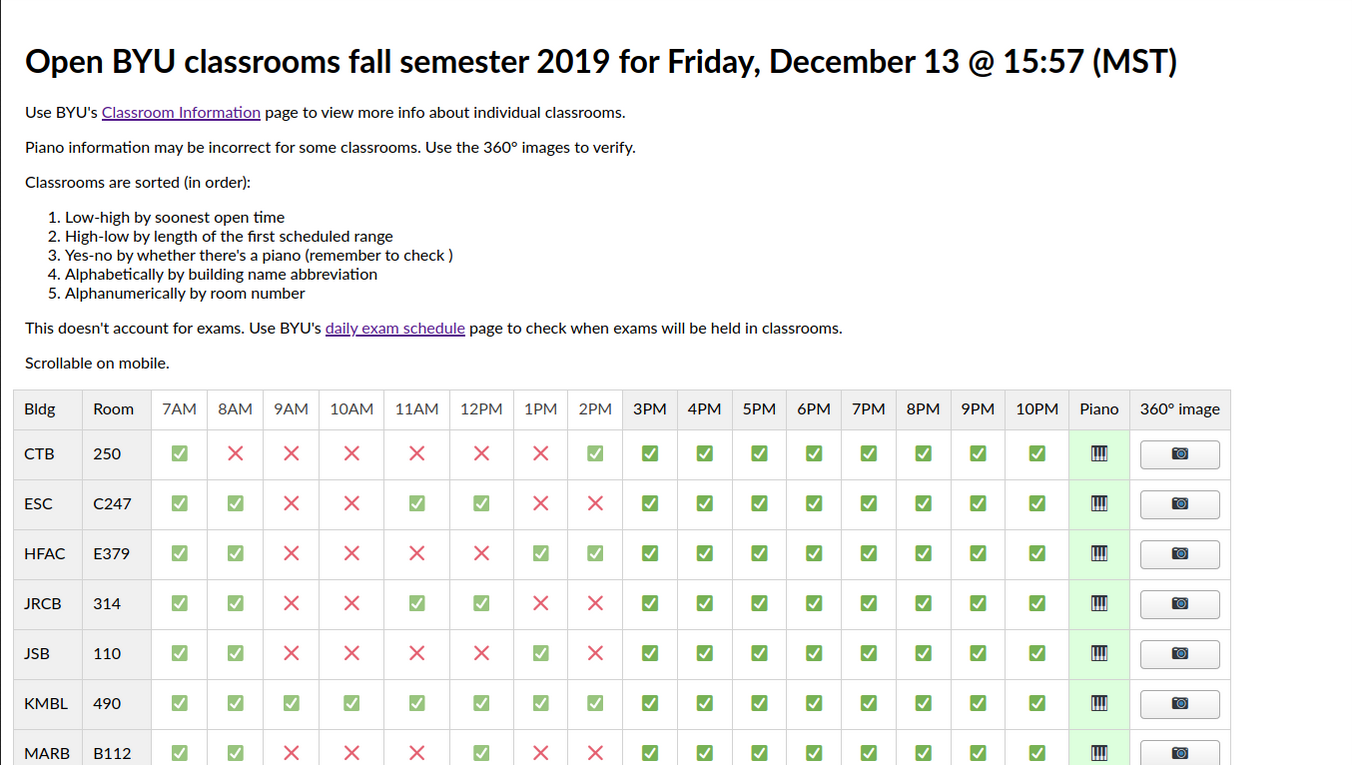 Open BYU classrooms fall semester 2019 for Friday, December 13 @ 15:57 (MST)
Use BYU's Classroom Information page to view more info about individual classrooms.
Piano information may be incorrect for some classrooms. Use the 360° images to verify.
Classrooms are sorted (in order):
1. Low-high by soonest open time
2. High-low by length of the first scheduled range
3. Yes-no by whether there's a piano (remember to check )
4. Alphabetically by building name abbreviation
5. Alphanumerically by room number
This doesn't account for exams. Use BYU's daily exam schedule page to check when exams will be held in classrooms.
Scrollable on mobile.
Bldg Room 7AM 8AM 9AM 10AM 11AM 12PM 1PM 2PM 3PM 4PM 5PM 6PM 7PM 8PM 9PM 10PM Piano 360° image
CTB 250
ESC C247
HFAC E379
JRCB 314
JSB 110
KMBL 490
MARB B112